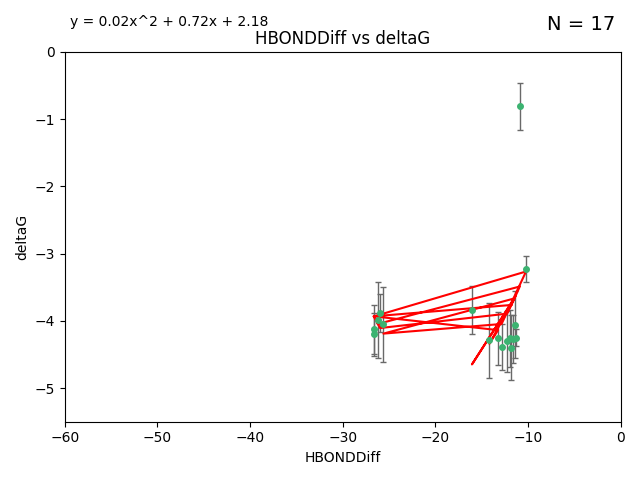 y = 0.02x^2 + 0.72x + 2.18
N = 17
HBONDDiff vs deltaG
deltaG
0
−1
−2
−3
−4
−5
−60
−50
−40
−30
−20
−10
0
HBONDDiff